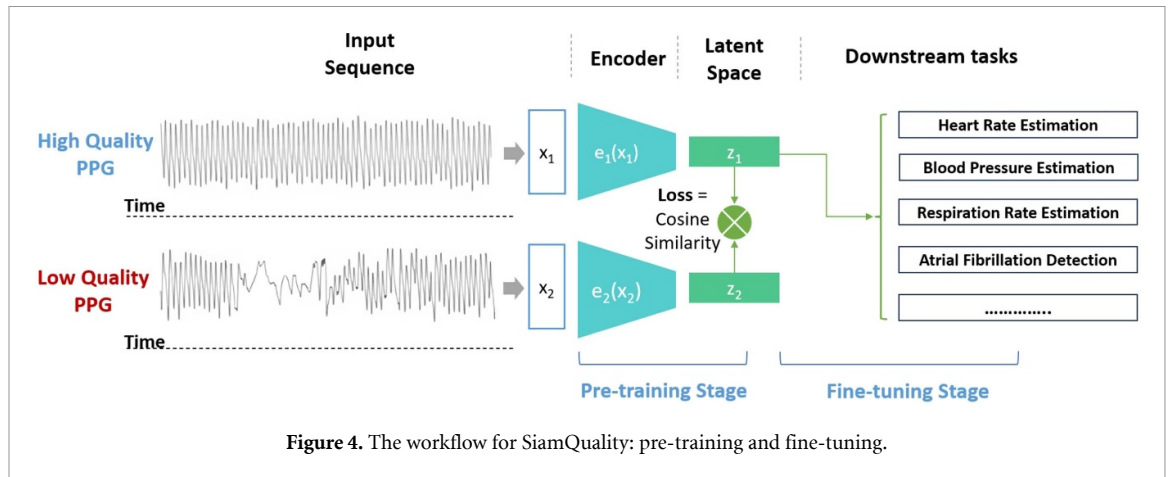 Input
Sequence
Encoder
Latent
Space
Downstream tasks
High Quality
PPG
Time
x1
e1(x1)
z1
Loss =
Cosine
Similarity
Low Quality
PPG
Time
x2
e2(x2)
z2
Heart Rate Estimation
Blood Pressure Estimation
Respiration Rate Estimation
Atrial Fibrillation Detection
…………..
Pre-training Stage
Fine-tuning Stage
Figure 4. The workflow for SiamQuality: pre-training and fine-tuning.